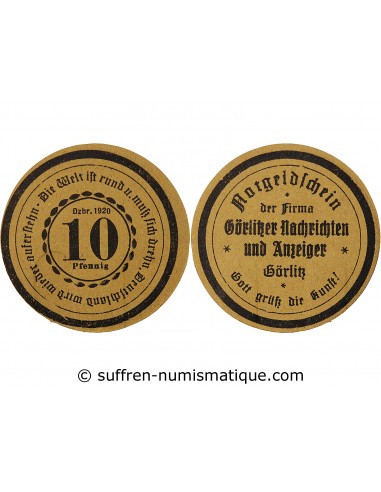 Die Welt ist rund u. muß sich drehn, Deutschland wird wieder auferstehn-
Dzbr. 1920
10
Pfennig
Notgeldschein
der Firma
Görlitzer Nachrichten
und Anzeiger
Görlitz
* Gott grüß die Kunst! *
© suffren-numismatique.com